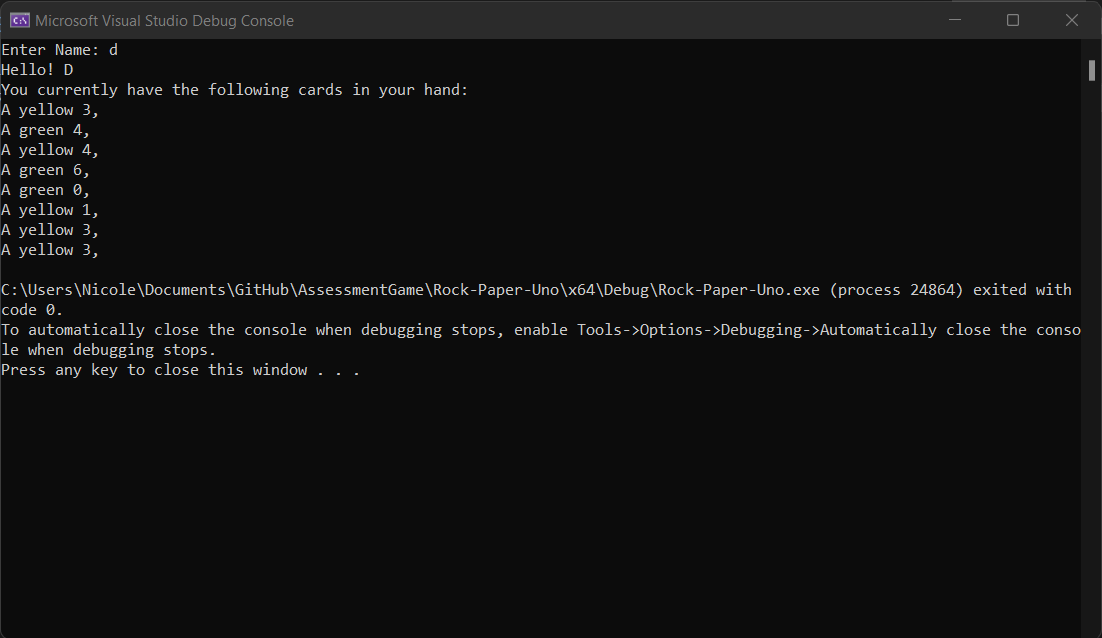 Microsoft Visual Studio Debug Console
Enter Name: d
Hello! D
You currently have the following cards in your hand:
A yellow 3,
A green 4,
A yellow 4,
A green 6,
A green 0,
A yellow 1,
A yellow 3,
A yellow 3,
C:\Users\Nicole\Documents\GitHub\AssessmentGame\Rock-Paper-Uno\x64\Debug\Rock-Paper-Uno.exe (process 24864) exited with
code 0.
To automatically close the console when debugging stops, enable Tools->Options->Debugging->Automatically close the conso
le when debugging stops.
Press any key to close this window . . .